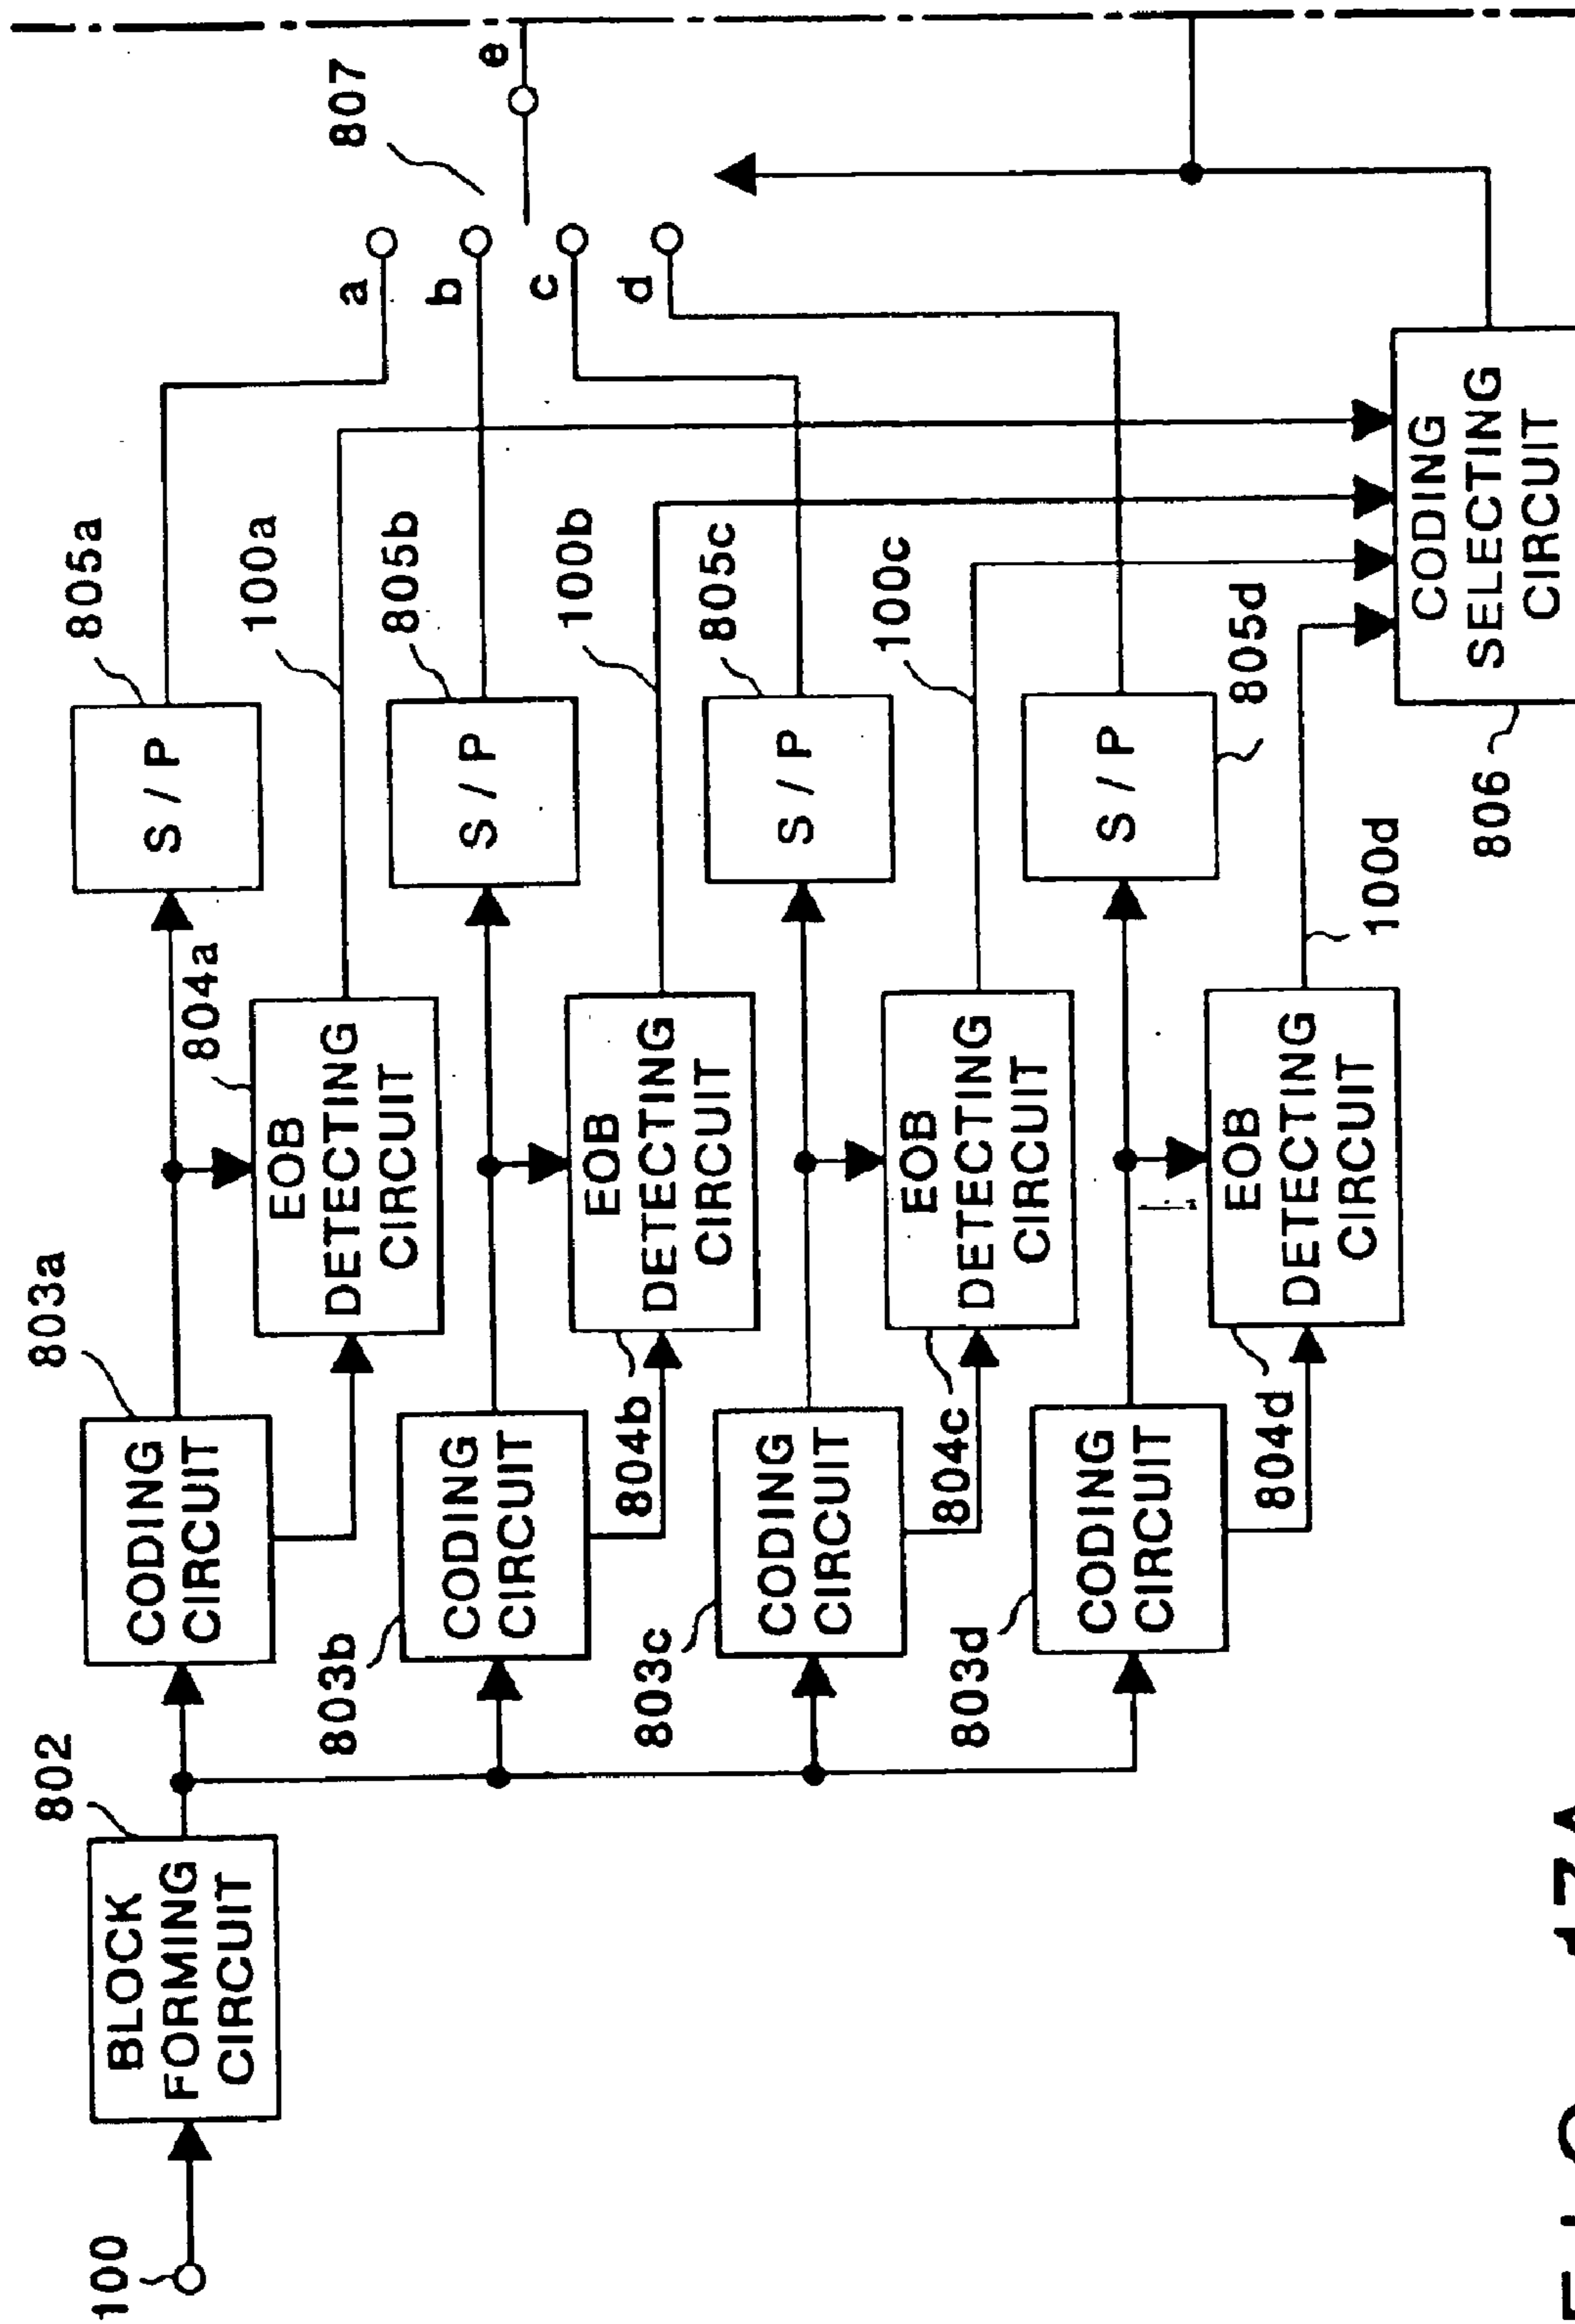 100
BLOCK
FORMING
CIRCUIT
802
803a
CODING
CIRCUIT
804a
EOB
DETECTING
CIRCUIT
S / P
805a
100a
803b
CODING
CIRCUIT
804b
EOB
DETECTING
CIRCUIT
S / P
805b
100b
803c
CODING
CIRCUIT
804c
EOB
DETECTING
CIRCUIT
S / P
805c
100c
803d
CODING
CIRCUIT
804d
EOB
DETECTING
CIRCUIT
S / P
805d
100d
806
CODING
SELECTING
CIRCUIT
a
b
c
d
e
807